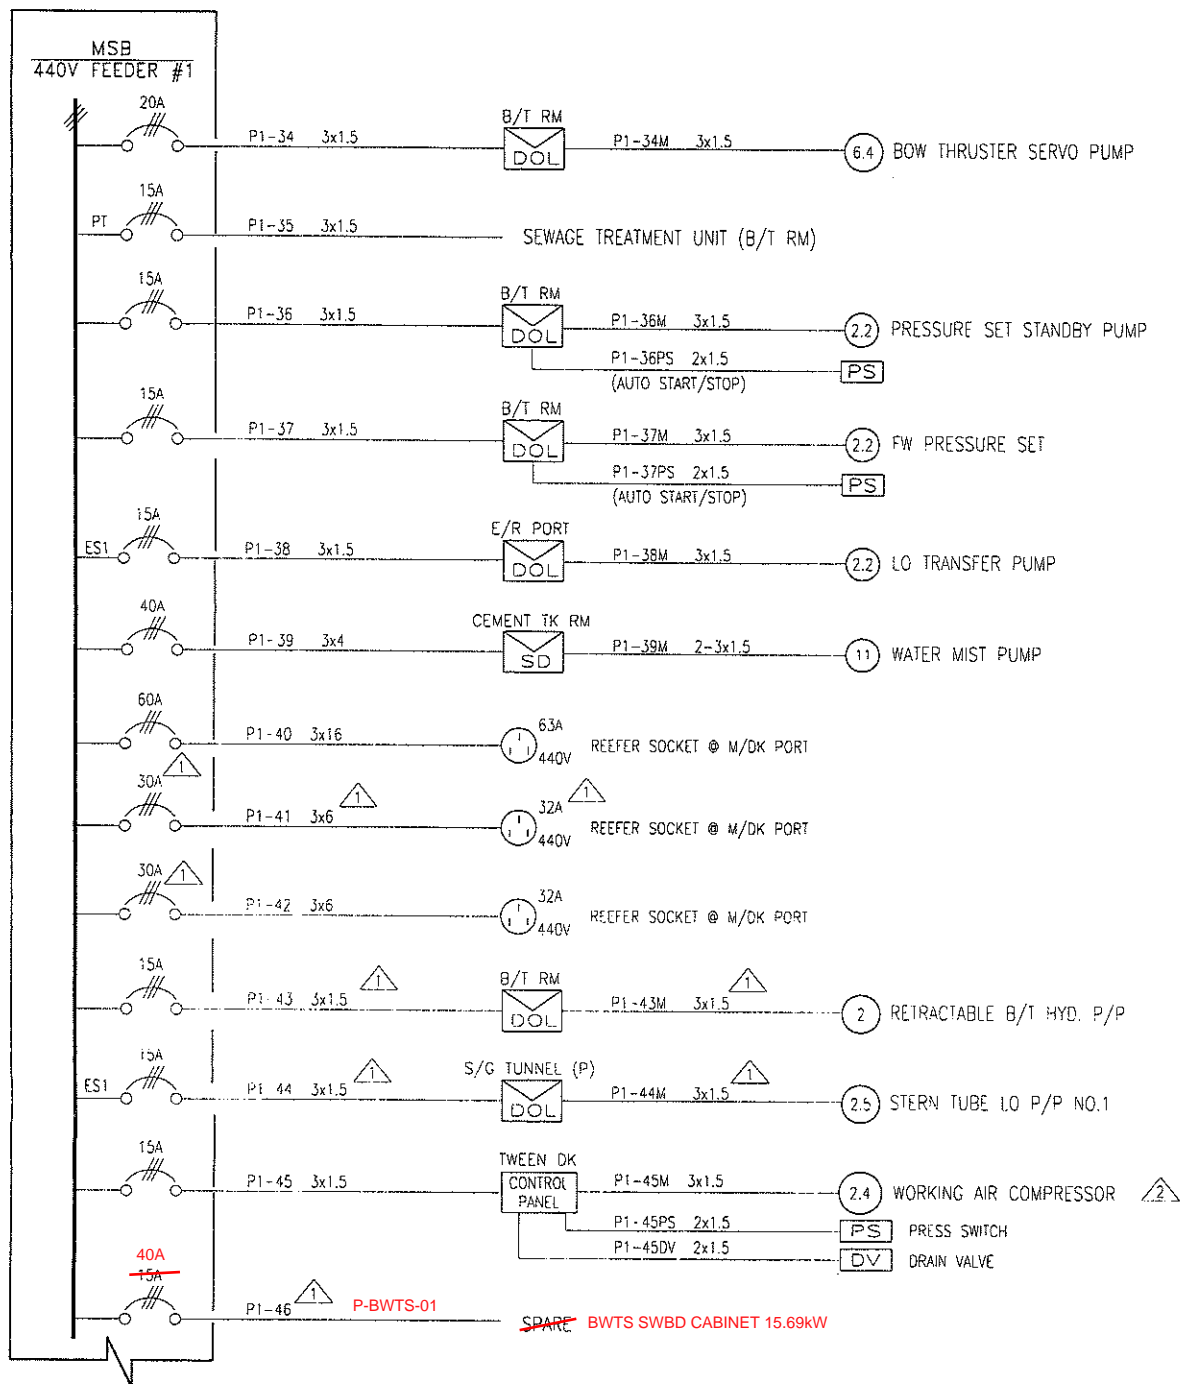 MSB
440V FEEDER #1
20A
P1-34 3x1.5
B/T RM
DOL
P1-34M 3x1.5
6.4
BOW THRUSTER SERVO PUMP
15A
PT
P1-35 3x1.5
SEWAGE TREATMENT UNIT (B/T RM)
15A
P1-36 3x1.5
B/T RM
DOL
P1-36M 3x1.5
2.2
PRESSURE SET STANDBY PUMP
P1-36PS 2x1.5
(AUTO START/STOP)
PS
15A
P1-37 3x1.5
B/T RM
DOL
P1-37M 3x1.5
2.2
FW PRESSURE SET
P1-37PS 2x1.5
(AUTO START/STOP)
PS
15A
ES1
P1-38 3x1.5
E/R PORT
DOL
P1-38M 3x1.5
2.2
LO TRANSFER PUMP
40A
P1-39 3x4
CEMENT TK RM
SD
P1-39M 2-3x1.5
11
WATER MIST PUMP
60A
P1-40 3x16
63A
440V
REEFER SOCKET @ M/DK PORT
30A
1
P1-41 3x6
1
32A
1
440V
REEFER SOCKET @ M/DK PORT
30A
1
P1-42 3x6
32A
440V
REEFER SOCKET @ M/DK PORT
15A
P1-43 3x1.5
1
B/T RM
DOL
P1-43M 3x1.5
1
2
RETRACTABLE B/T HYD. P/P
15A
ES1
P1-44 3x1.5
1
S/G TUNNEL (P)
DOL
P1-44M 3x1.5
1
2.5
STERN TUBE LO P/P NO.1
15A
P1-45 3x1.5
TWEEN DK
CONTROL
PANEL
P1-45M 3x1.5
2.4
WORKING AIR COMPRESSOR
2
P1-45PS 2x1.5
PS
PRESS SWITCH
P1-45DV 2x1.5
DV
DRAIN VALVE
40A
15A
P1-46
1
P-BWTS-01
SPARE
BWTS SWBD CABINET 15.69kW